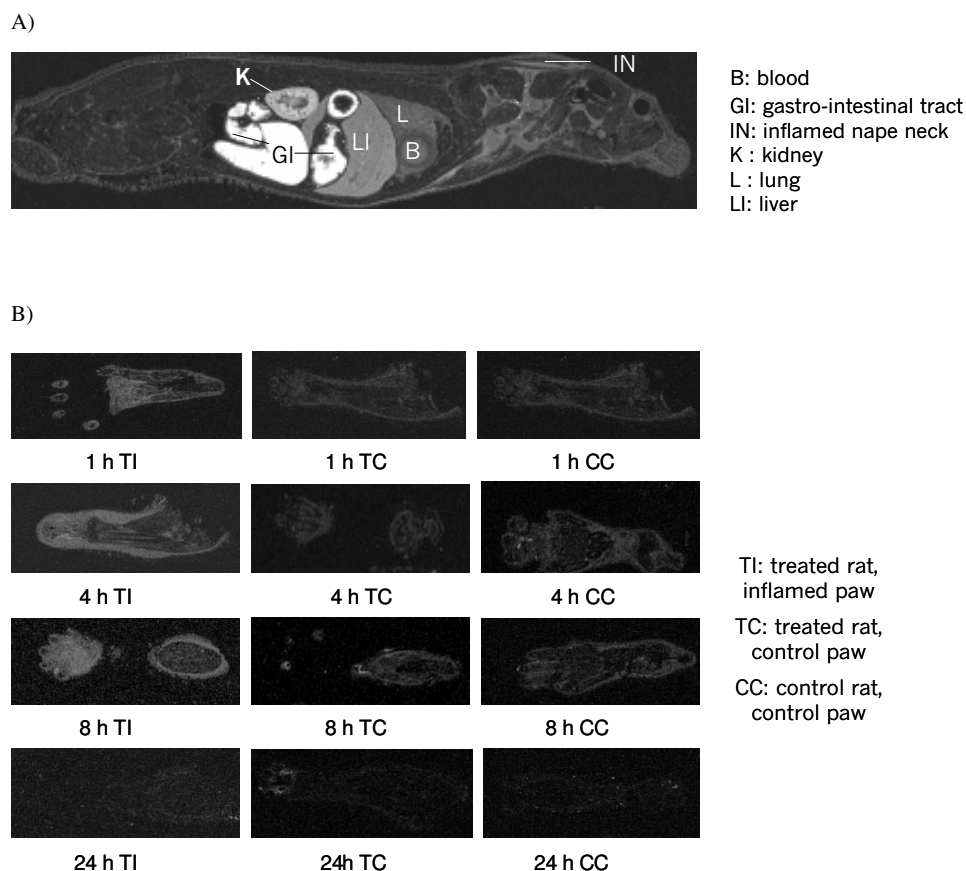 A)
K
IN
L
GI
LI
B
B: blood
GI: gastro-intestinal tract
IN: inflamed nape neck
K : kidney
L : lung
LI: liver
B)
1 h TI
1 h TC
1 h CC
4 h TI
4 h TC
4 h CC
TI: treated rat,
inflamed paw
TC: treated rat,
control paw
CC: control rat,
control paw
8 h TI
8 h TC
8 h CC
24 h TI
24h TC
24 h CC